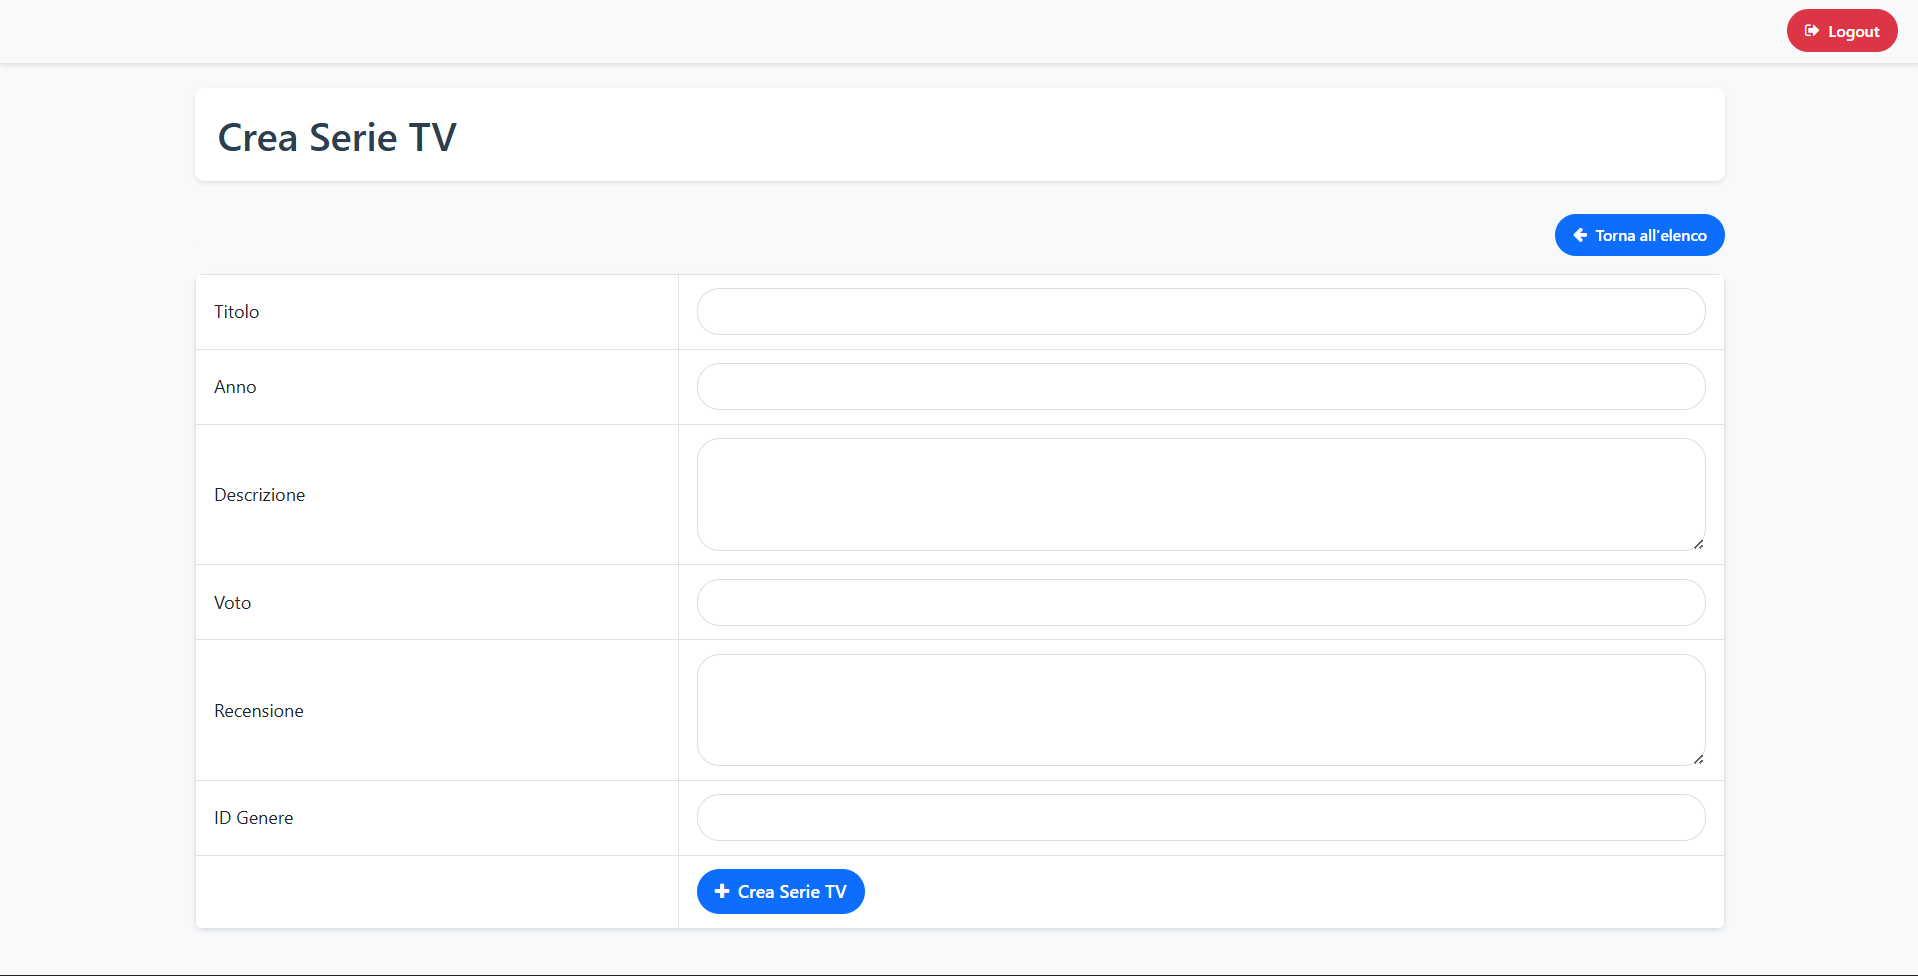 Logout
Crea Serie TV
Torna all'elenco
Titolo
Anno
Descrizione
Voto
Recensione
ID Genere
Crea Serie TV